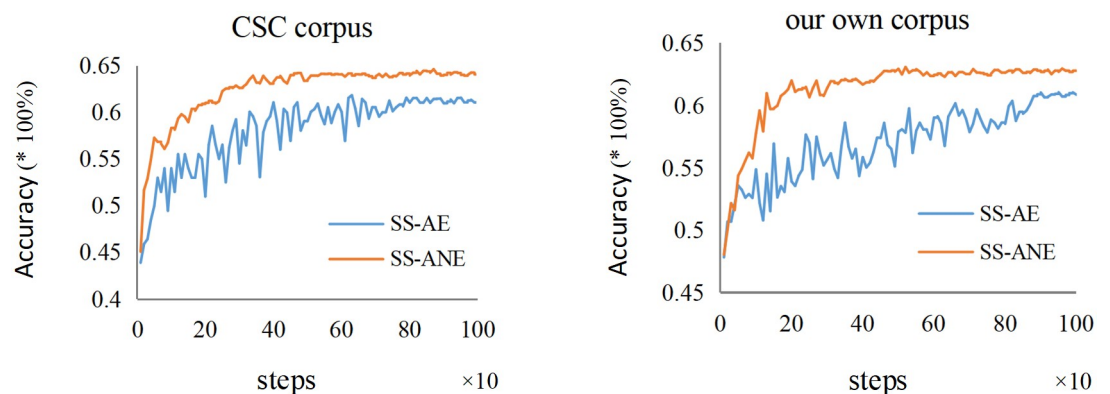 CSC corpus
Accuracy (* 100%)
0.65
0.6
0.55
0.5
0.45
0.4
SS-AE
SS-ANE
0 20 40 60 80 100
steps ×10
our own corpus
Accuracy (* 100%)
0.65
0.6
0.55
0.5
0.45
SS-AE
SS-ANE
0 20 40 60 80 100
steps ×10